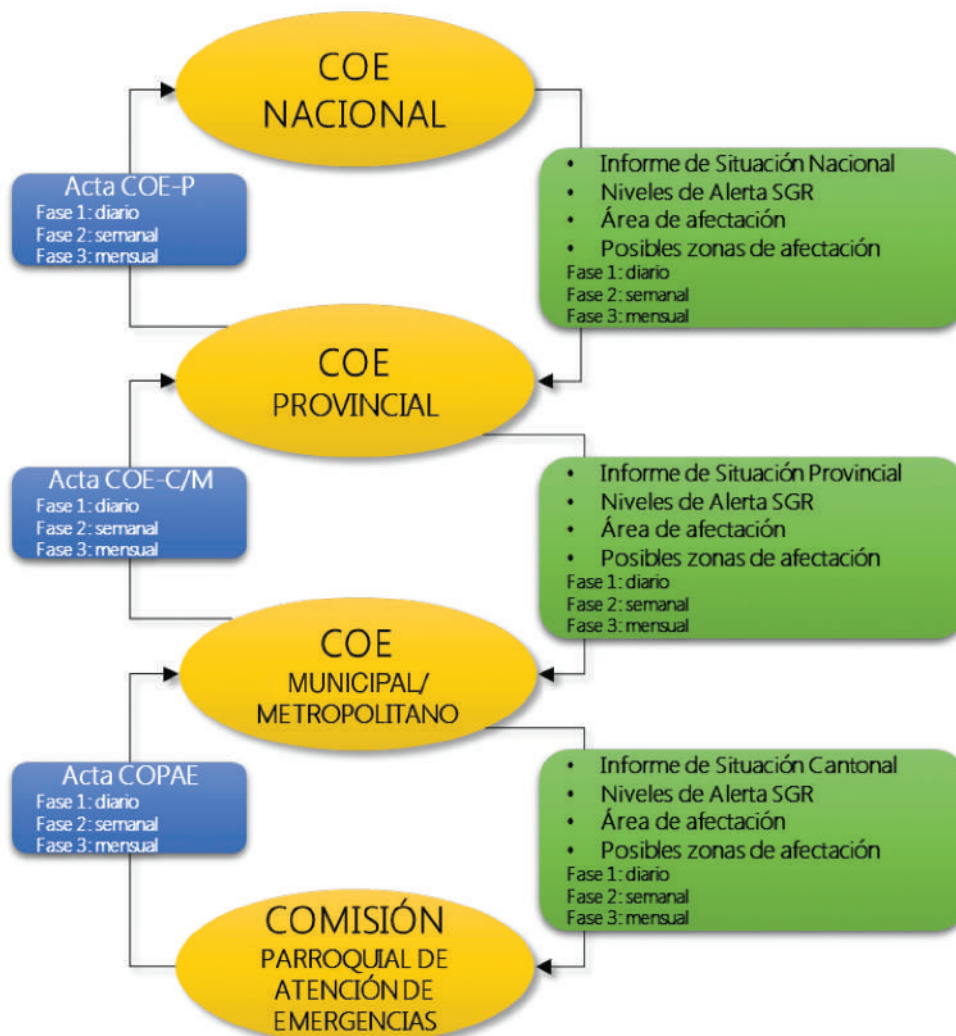 COE
NACIONAL
Acta COE-P
Fase 1: diario
Fase 2: semanal
Fase 3: mensual
• Informe de Situación Nacional
• Niveles de Alerta SGR
• Área de afectación
• Posibles zonas de afectación
Fase 1: diario
Fase 2: semanal
Fase 3: mensual
COE
PROVINCIAL
Acta COE-C/M
Fase 1: diario
Fase 2: semanal
Fase 3: mensual
• Informe de Situación Provincial
• Niveles de Alerta SGR
• Área de afectación
• Posibles zonas de afectación
Fase 1: diario
Fase 2: semanal
Fase 3: mensual
COE
MUNICIPAL/
METROPOLITANO
Acta COPAE
Fase 1: diario
Fase 2: semanal
Fase 3: mensual
• Informe de Situación Cantonal
• Niveles de Alerta SGR
• Área de afectación
• Posibles zonas de afectación
Fase 1: diario
Fase 2: semanal
Fase 3: mensual
COMISIÓN
PARROQUIAL DE
ATENCIÓN DE
EMERGENCIAS